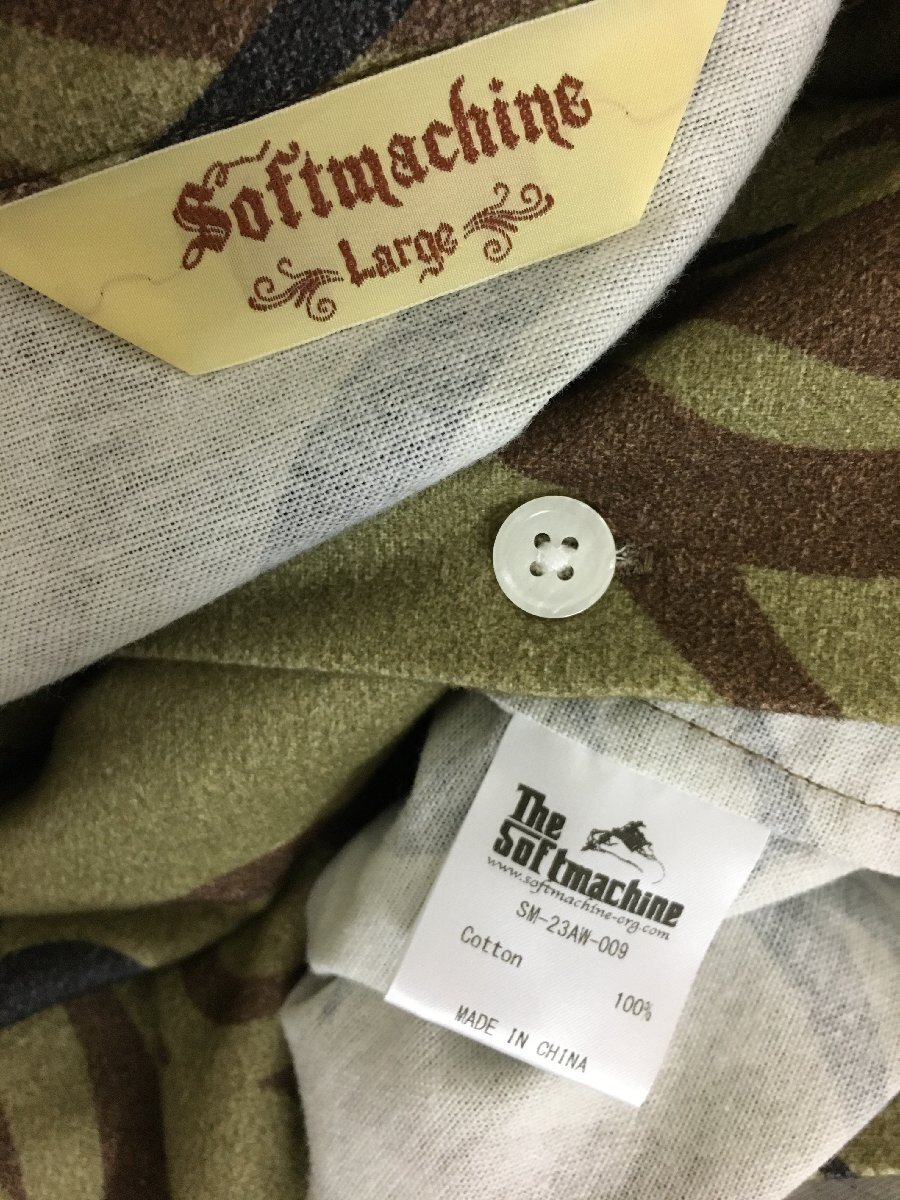 Softmachine
Large
The
Softmachine
www.softmachine-org.com
SM-23AW-009
Cotton
100%
MADE IN CHINA